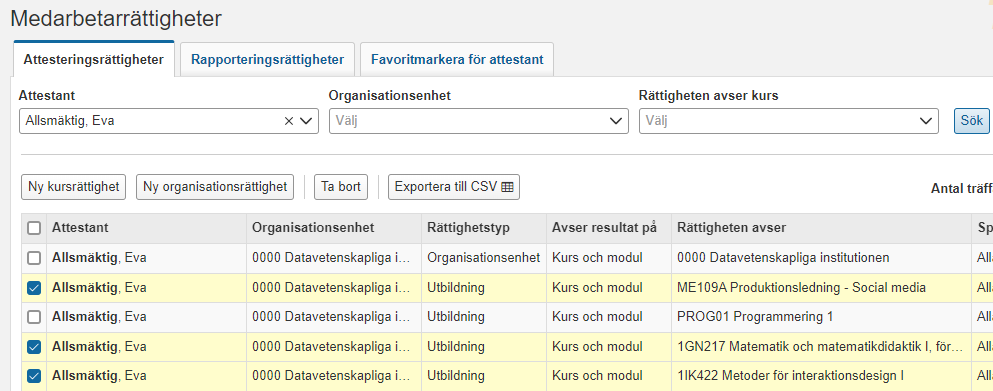 Medarbetarrättigheter
Attesteringsrättigheter Rapporteringsrättigheter Favoritmarkera för attestant
Attestant Organisationsenhet Rättigheten avser kurs
Allsmäktig, Eva Välj Välj Sök
Ny kursrättighet Ny organisationsrättighet Ta bort Exportera till CSV
Antal träff
Attestant Organisationsenhet Rättighetstyp Avser resultat på Rättigheten avser Sp
Allsmäktig, Eva 0000 Datavetenskapliga i... Organisationsenhet Kurs och modul 0000 Datavetenskapliga institutionen All
Allsmäktig, Eva 0000 Datavetenskapliga i... Utbildning Kurs och modul ME109A Produktionsledning - Social media All
Allsmäktig, Eva 0000 Datavetenskapliga i... Utbildning Kurs och modul PROG01 Programmering 1 All
Allsmäktig, Eva 0000 Datavetenskapliga i... Utbildning Kurs och modul 1GN217 Matematik och matematikdidaktik I, för... All
Allsmäktig, Eva 0000 Datavetenskapliga i... Utbildning Kurs och modul 1IK422 Metoder för interaktionsdesign I All